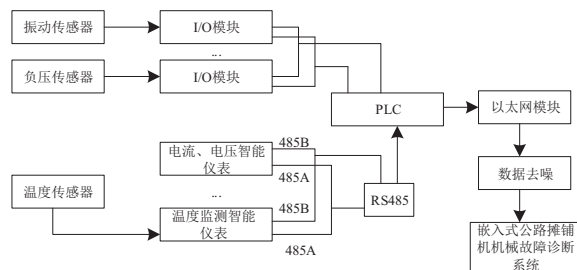 振动传感器
I/O模块
...
负压传感器
I/O模块
PLC
以太网模块
电流、电压智能
仪表
485B
485A
数据去噪
温度传感器
...
485B
RS485
温度监测智能
仪表
485A
嵌入式公路摊铺
机机械故障诊断
系统